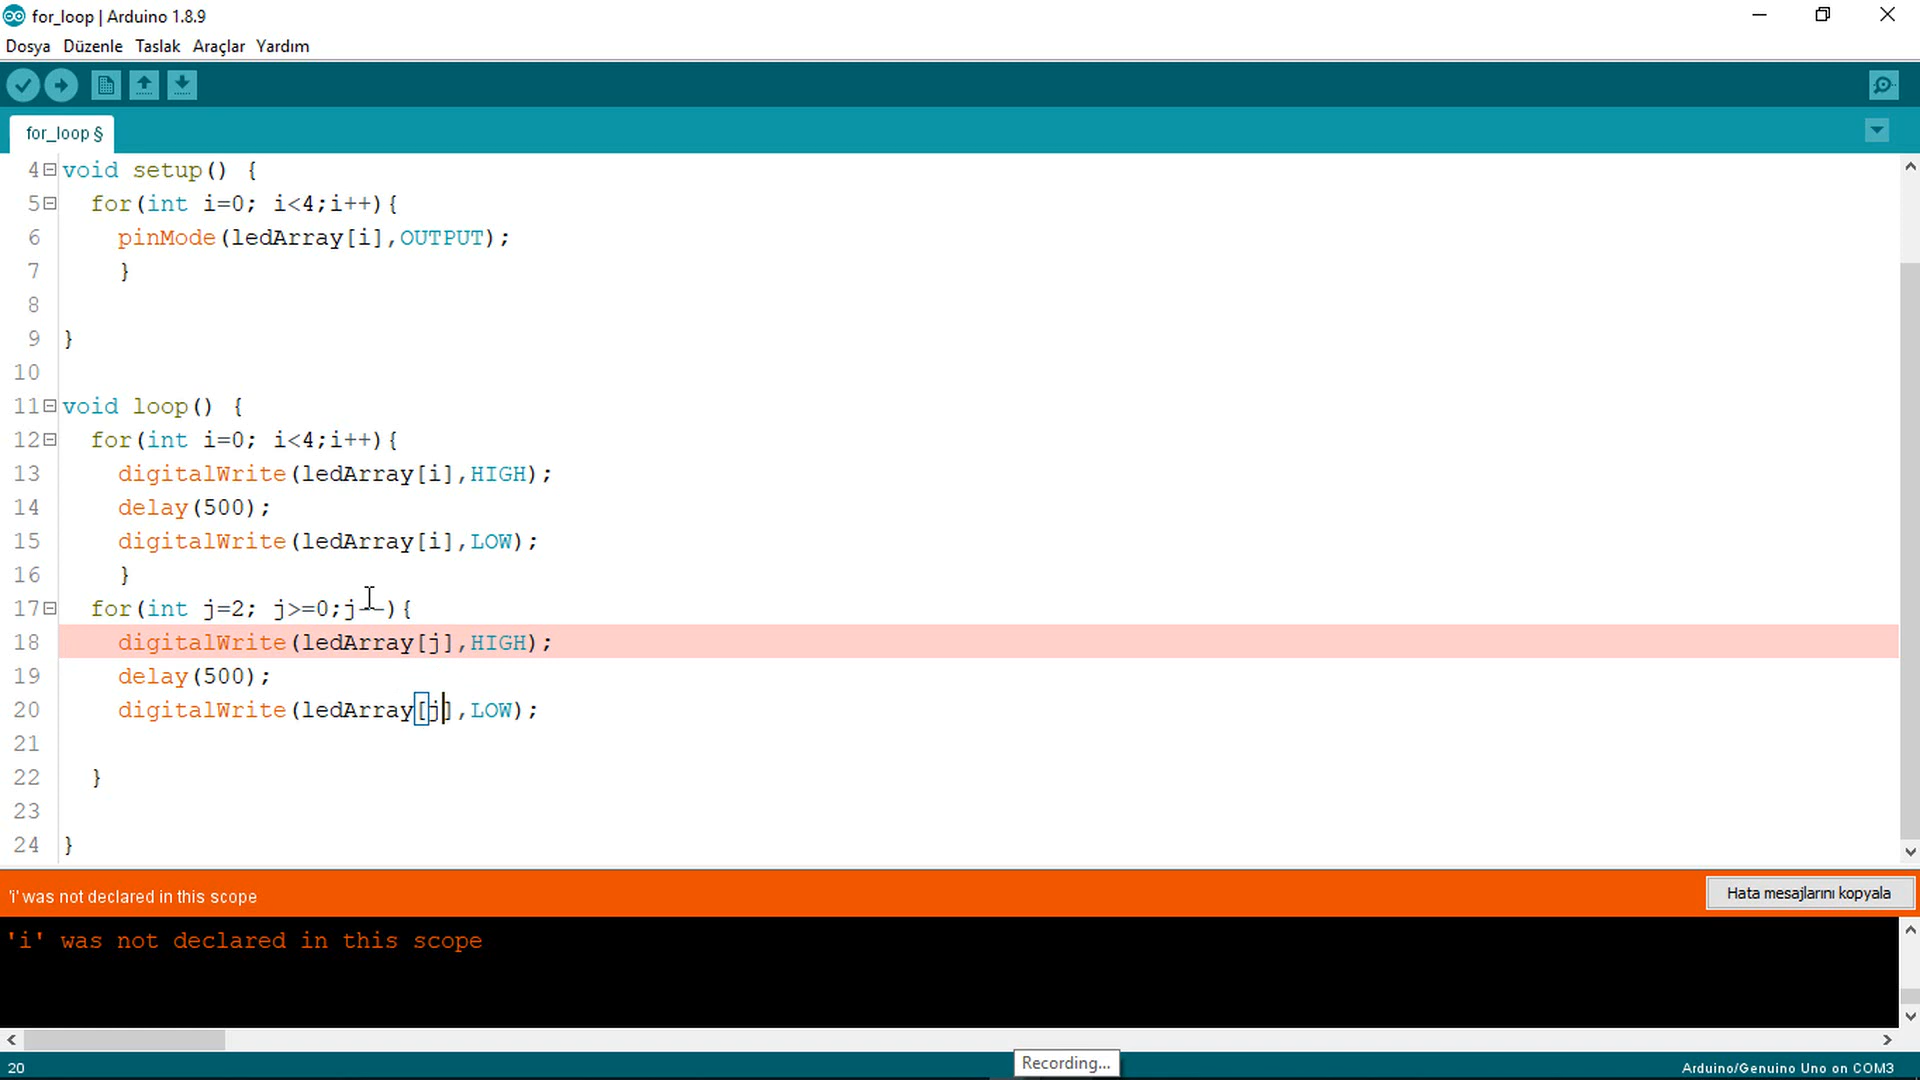 for_loop | Arduino 1.8.9
Dosya Düzenle Taslak Araçlar Yardım
for_loop §
4 void setup() {
5 for(int i=0; i<4;i++){
6 pinMode(ledArray[i],OUTPUT);
7 }
8
9 }
10
11 void loop() {
12 for(int i=0; i<4;i++){
13 digitalWrite(ledArray[i],HIGH);
14 delay(500);
15 digitalWrite(ledArray[i],LOW);
16 }
17 for(int j=2; j>=0;j--){
18 digitalWrite(ledArray[j],HIGH);
19 delay(500);
20 digitalWrite(ledArray[j],LOW);
21
22 }
23
24 }
'i' was not declared in this scope
Hata mesajlarını kopyala
'i' was not declared in this scope
Recording...
20
Arduino/Genuino Uno on COM3